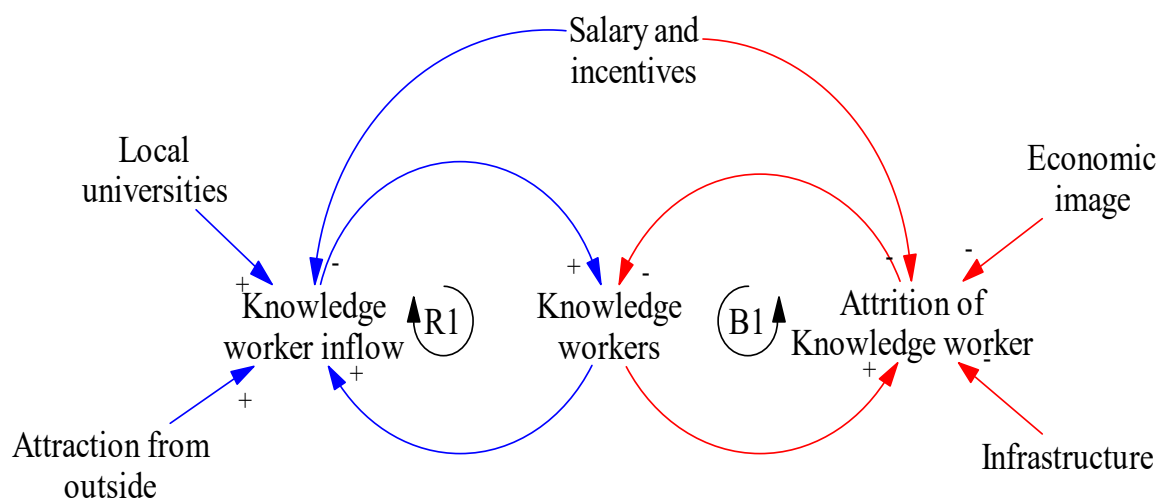 Salary and
incentives
Local
universities
Economic
image
+
-
+
-
-
-
Knowledge
worker inflow
R1
Knowledge
workers
B1
Attrition of
Knowledge worker
+
+
+
-
Attraction from
outside
Infrastructure